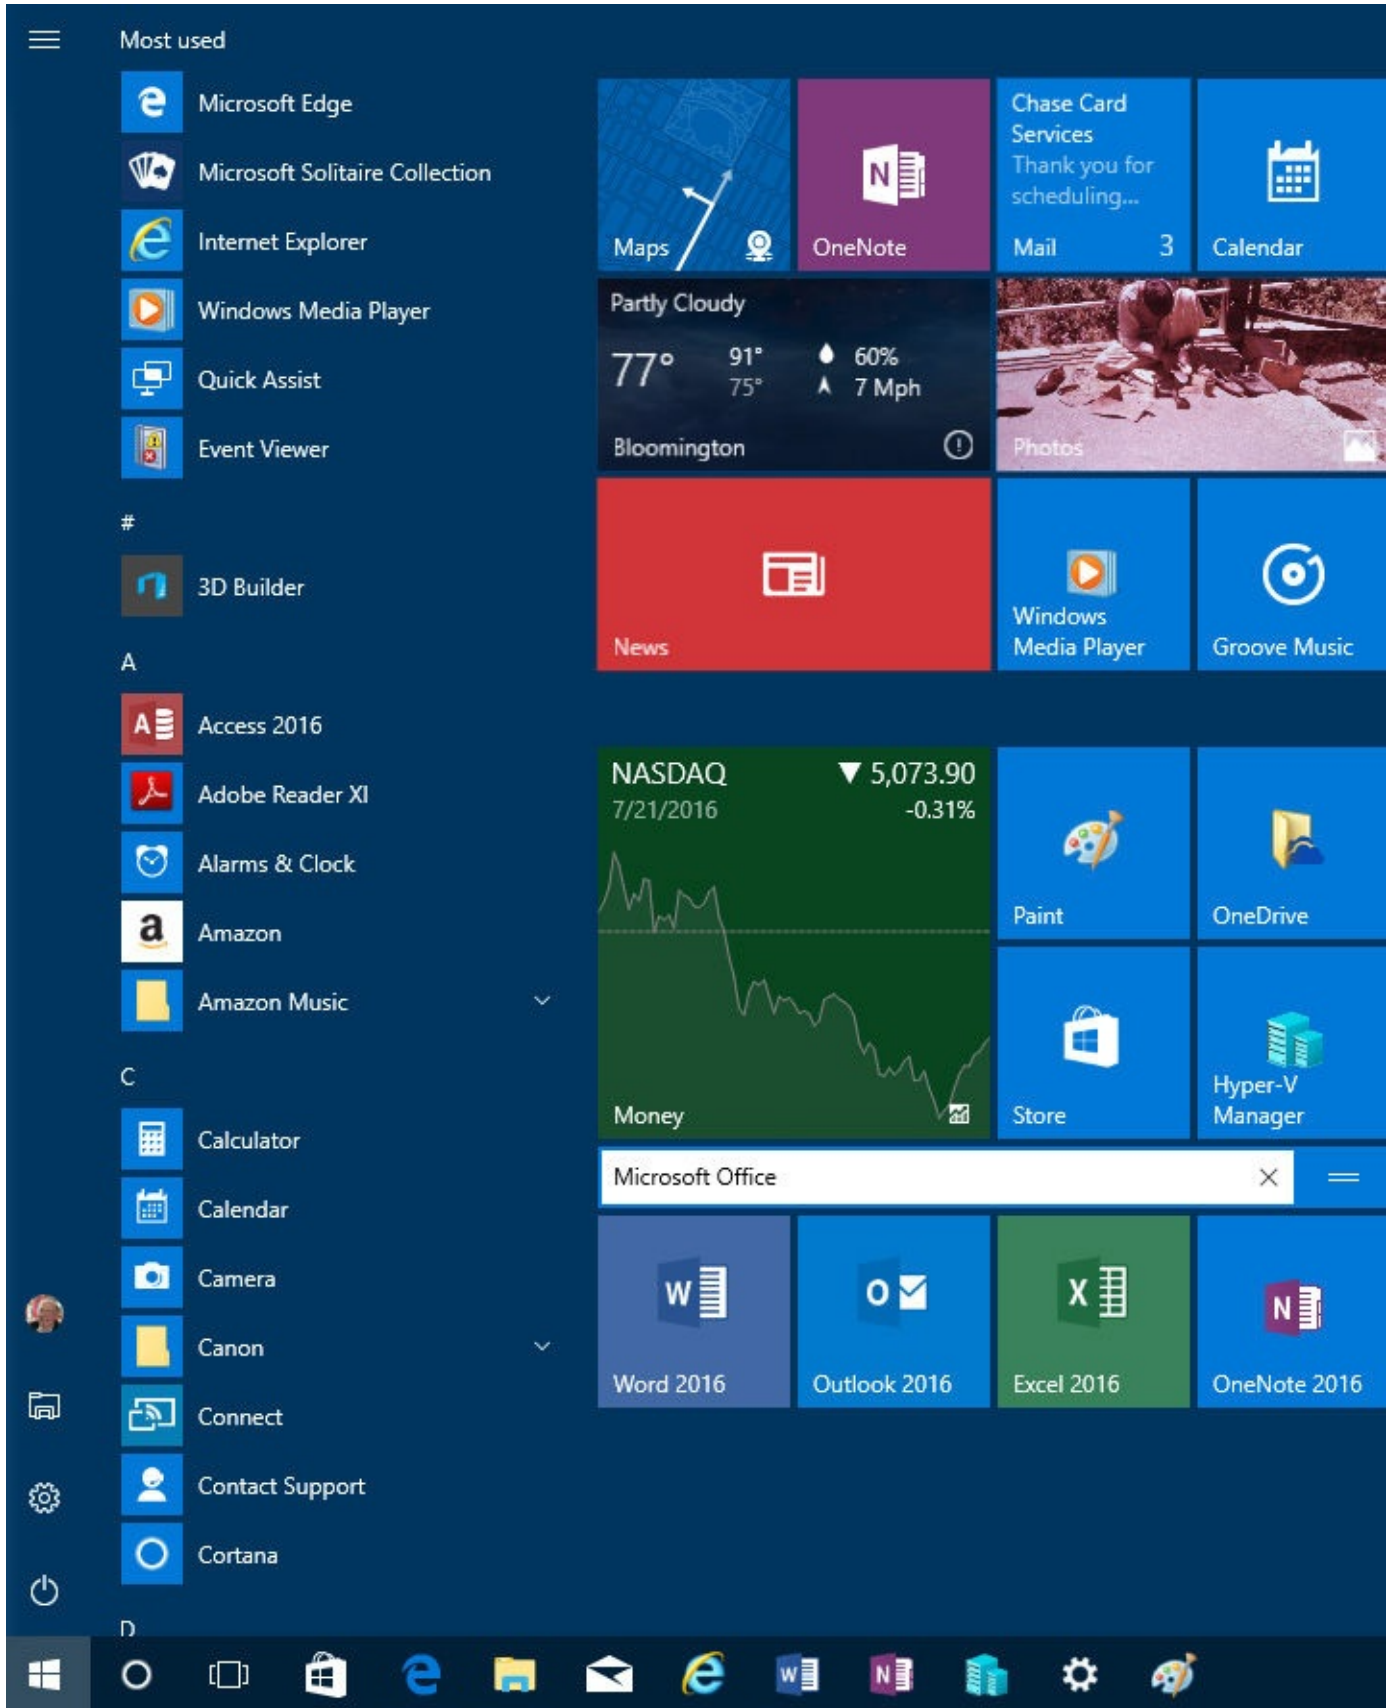 Most used
Microsoft Edge
Microsoft Solitaire Collection
Internet Explorer
Windows Media Player
Quick Assist
Event Viewer
#
3D Builder
A
Access 2016
Adobe Reader XI
Alarms & Clock
Amazon
Amazon Music
C
Calculator
Calendar
Camera
Canon
Connect
Contact Support
Cortana
D
Maps
OneNote
Chase Card
Services
Thank you for
scheduling...
Mail 3
Calendar
Partly Cloudy
77° 91° 60%
75° 7 Mph
Bloomington
Photos
News
Windows
Media Player
Groove Music
NASDAQ 5,073.90
7/21/2016 -0.31%
Money
Paint
OneDrive
Store
Hyper-V
Manager
Microsoft Office
Word 2016
Outlook 2016
Excel 2016
OneNote 2016